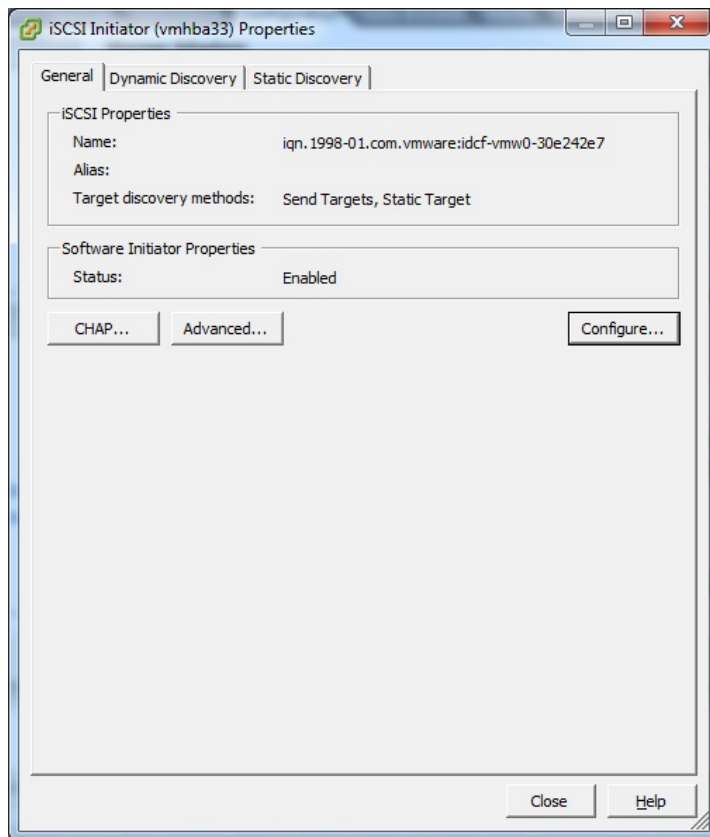 iSCSI Initiator (vmhba33) Properties
General Dynamic Discovery Static Discovery
iSCSI Properties
Name: iqn.1998-01.com.vmware:idcf-vmw0-30e242e7
Alias:
Target discovery methods: Send Targets, Static Target
Software Initiator Properties
Status: Enabled
CHAP... Advanced... Configure...
Close Help